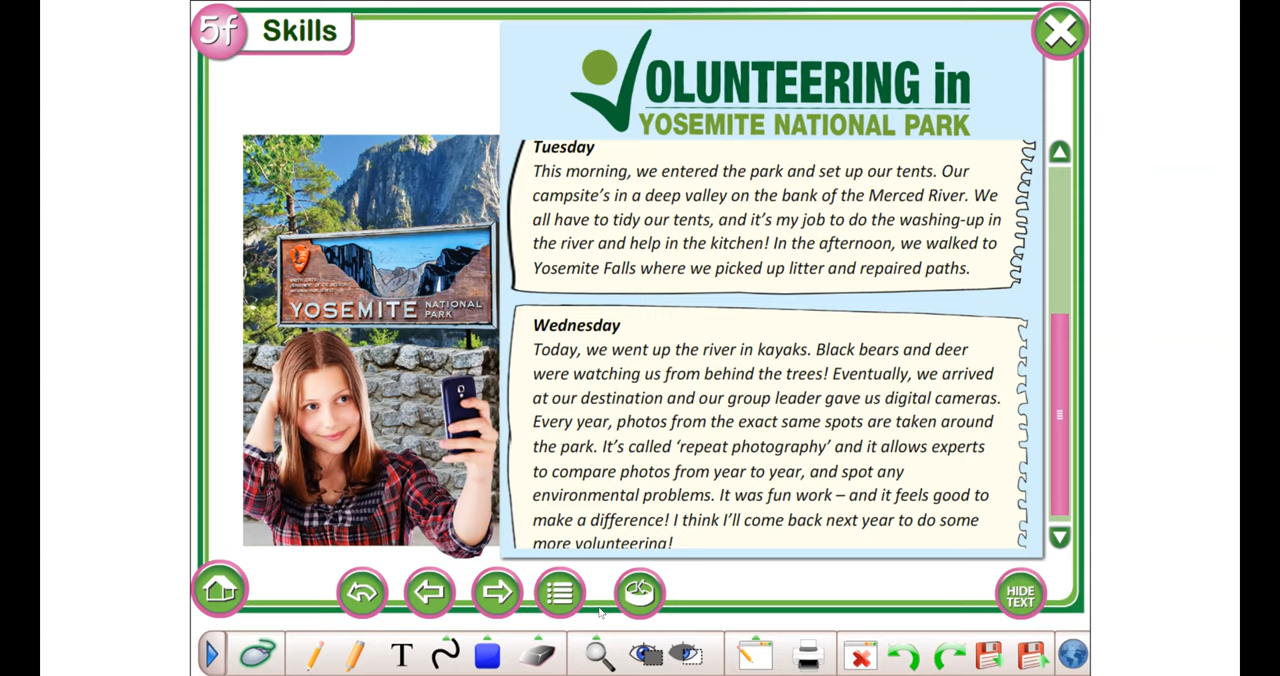 5f Skills
VOLUNTEERING in
YOSEMITE NATIONAL PARK
Tuesday
This morning, we entered the park and set up our tents. Our
campsite's in a deep valley on the bank of the Merced River. We
all have to tidy our tents, and it's my job to do the washing-up in
the river and help in the kitchen! In the afternoon, we walked to
Yosemite Falls where we picked up litter and repaired paths.
Wednesday
Today, we went up the river in kayaks. Black bears and deer
were watching us from behind the trees! Eventually, we arrived
at our destination and our group leader gave us digital cameras.
Every year, photos from the exact same spots are taken around
the park. It's called ‘repeat photography’ and it allows experts
to compare photos from year to year, and spot any
environmental problems. It was fun work – and it feels good to
make a difference! I think I'll come back next year to do some
more volunteering!
YOSEMITE NATIONAL
PARK
HIDE
TEXT
T